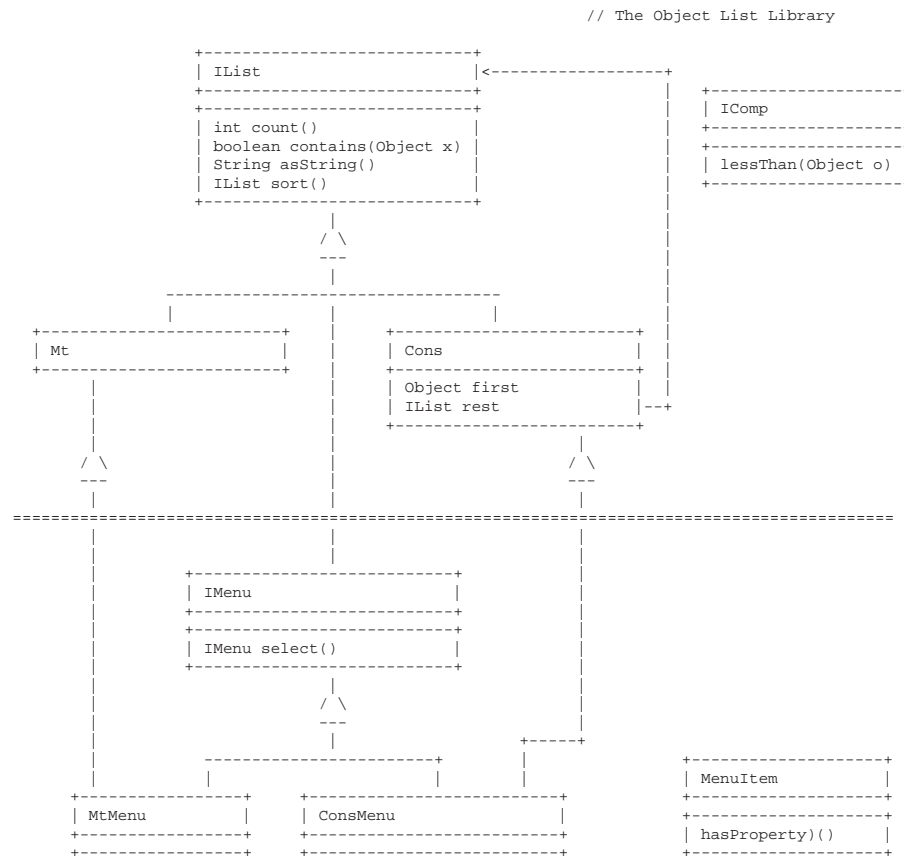 // The Object List Library
IList
IComp
int count()
boolean contains(Object x)
String asString()
lessThan(Object o)
IList sort()
Mt
Cons
Object first
IList rest
IMenu
IMenu select()
MenuItem
MtMenu
ConsMenu
hasProperty)()